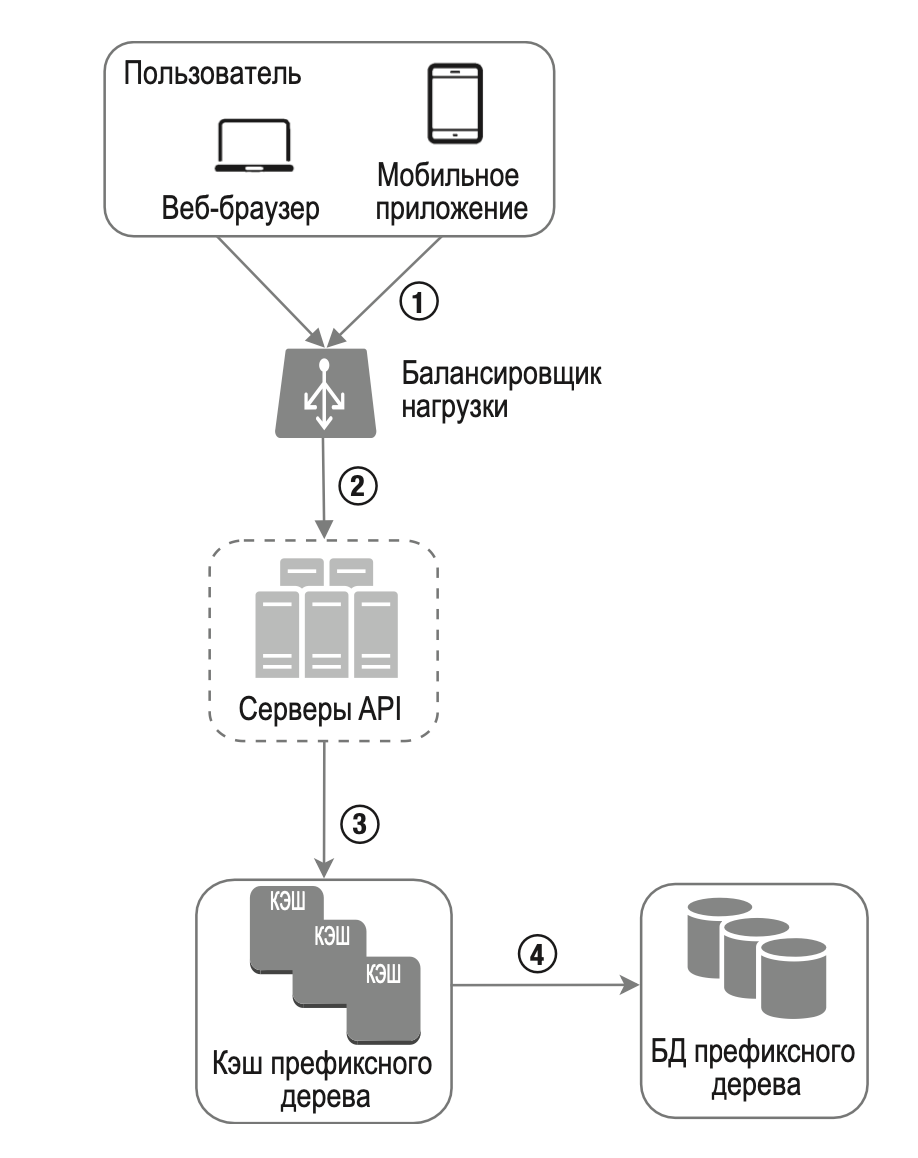 Пользователь
Веб-браузер
Мобильное
приложение
1
Балансировщик
нагрузки
2
Серверы API
3
КЭШ
КЭШ
КЭШ
Кэш префиксного
дерева
4
БД префиксного
дерева